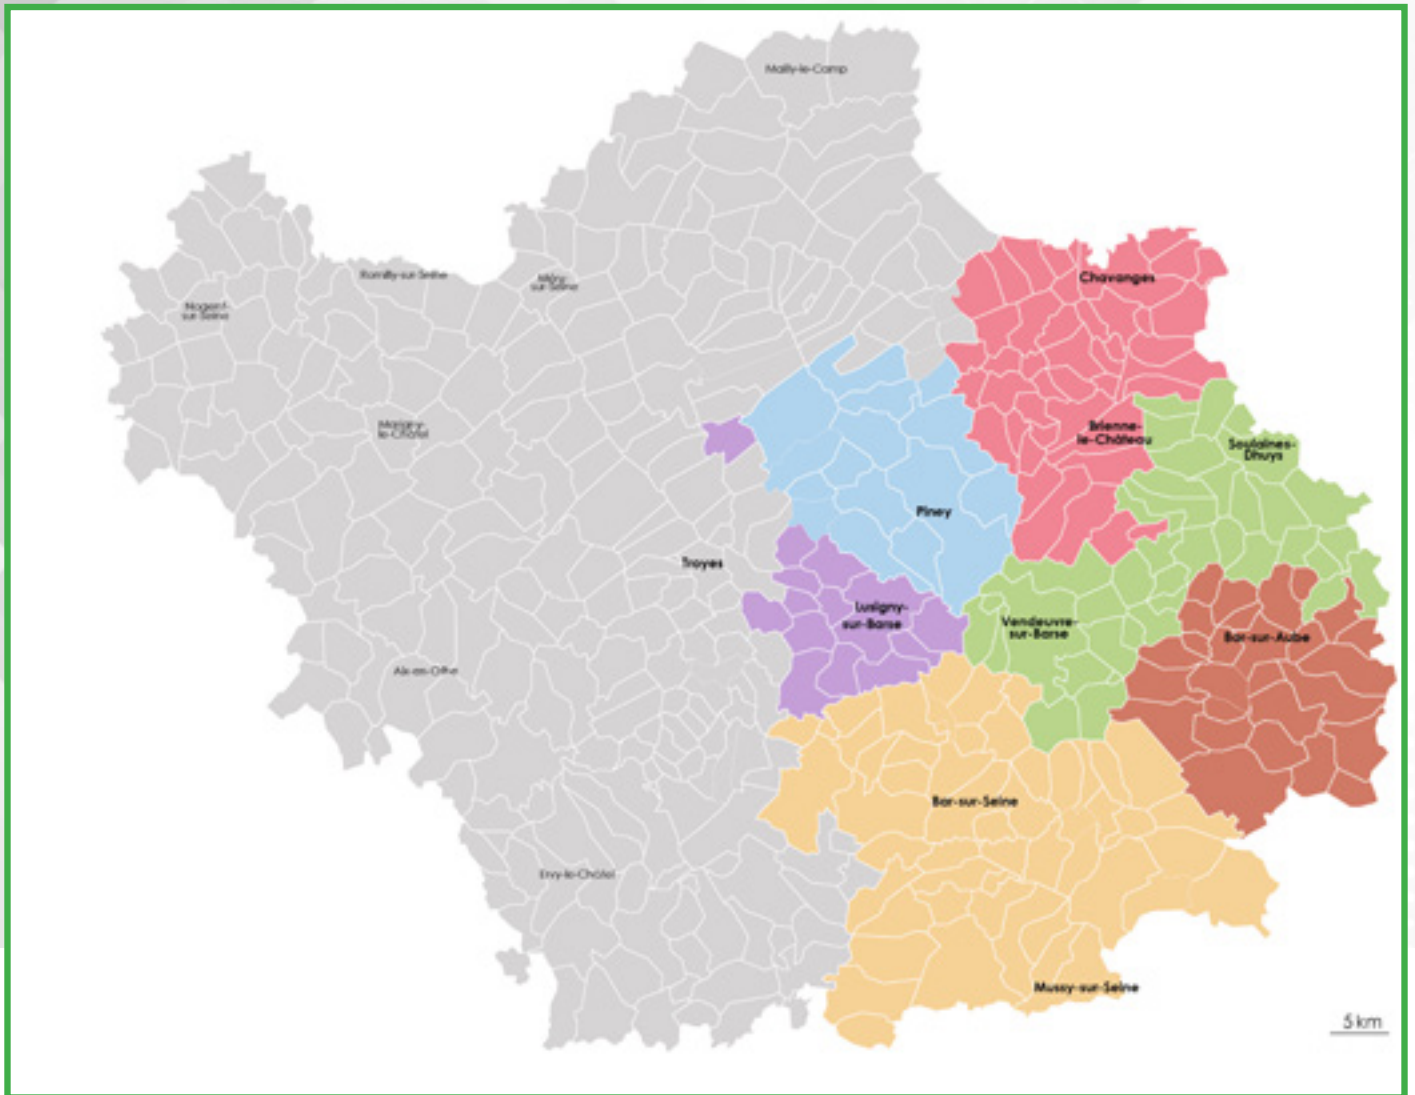 Mailly-le-Camp
Romilly-sur-Seine
Méry-
sur-Seine
Chavanges
Nogent-
sur-Seine
Marigny-
le-Châtel
Brienne-
le-Château
Soulaines-
Dhuys
Piney
Troyes
Lusigny-
sur-Barse
Vendeuvre-
sur-Barse
Bar-sur-Aube
Aix-en-Othe
Bar-sur-Seine
Ervy-le-Châtel
Mussy-sur-Seine
5 km